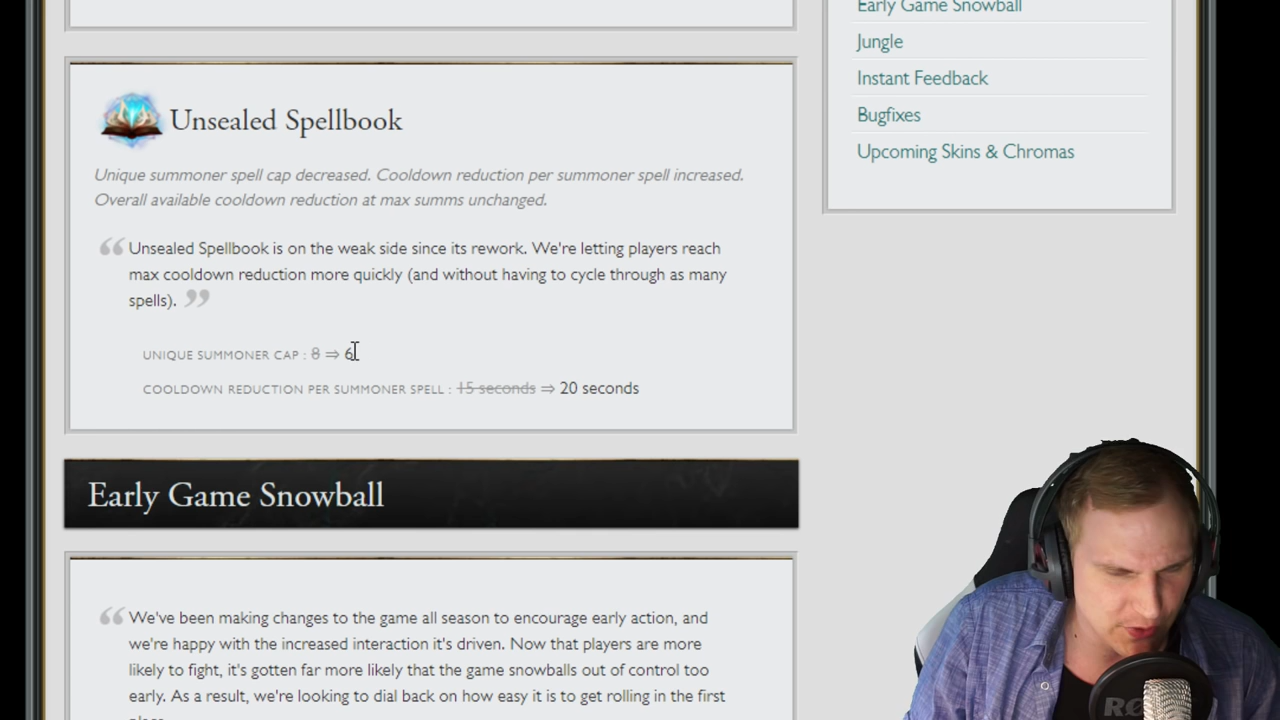 Early Game Snowball
Jungle
Instant Feedback
Bugfixes
Upcoming Skins & Chromas
Unsealed Spellbook
Unique summoner spell cap decreased. Cooldown reduction per summoner spell increased.
Overall available cooldown reduction at max summs unchanged.
“ Unsealed Spellbook is on the weak side since its rework. We're letting players reach
max cooldown reduction more quickly (and without having to cycle through as many
spells). ”
UNIQUE SUMMONER CAP : 8 ⇒ 6
COOLDOWN REDUCTION PER SUMMONER SPELL : 15 seconds ⇒ 20 seconds
Early Game Snowball
“ We've been making changes to the game all season to encourage early action, and
we're happy with the increased interaction it's driven. Now that players are more
likely to fight, it's gotten far more likely that the game snowballs out of control too
early. As a result, we're looking to dial back on how easy it is to get rolling in the first
RØ